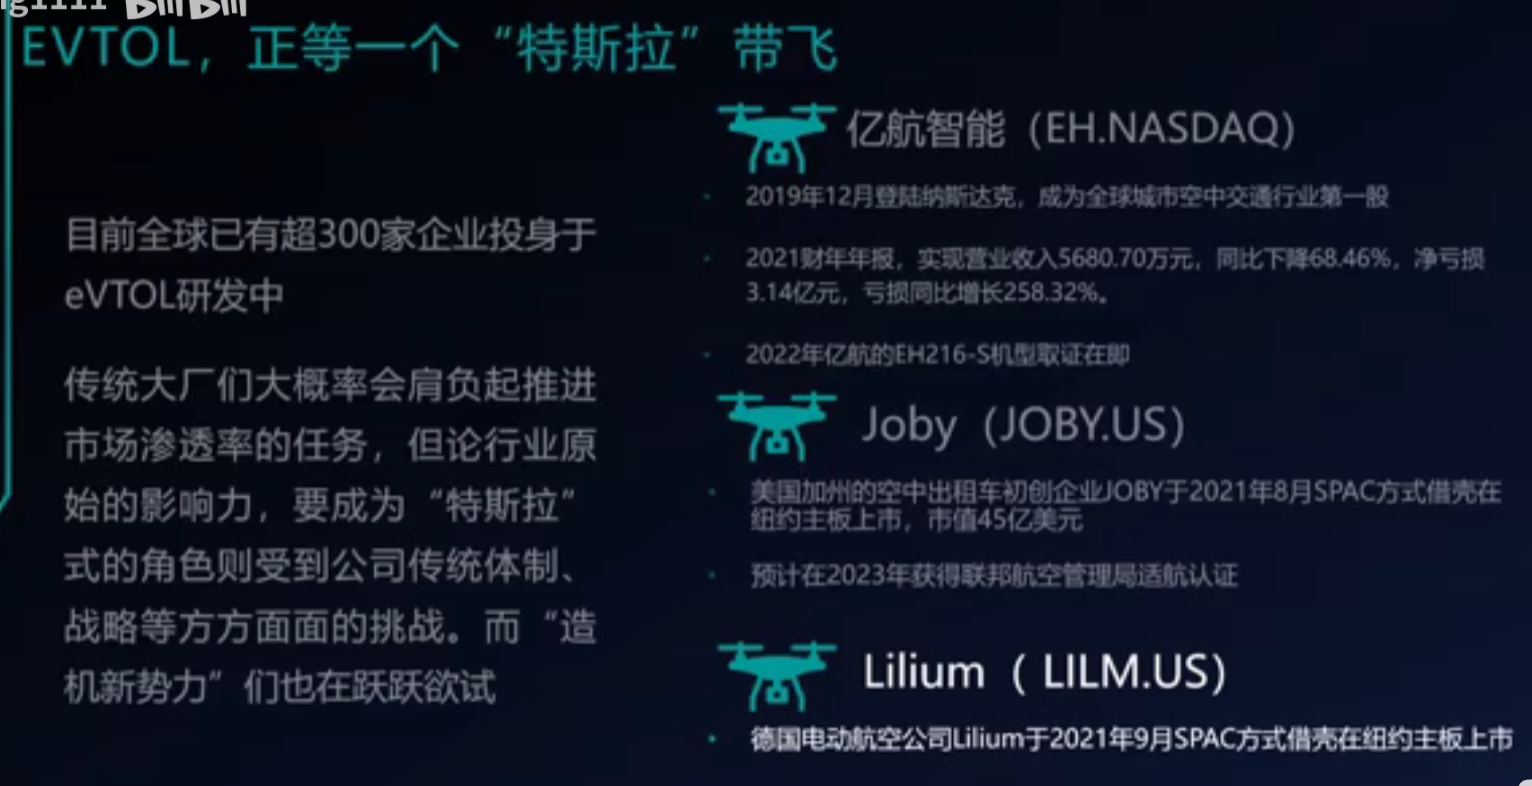 bilibili
EVTOL，正等一个“特斯拉”带飞
目前全球已有超300家企业投身于
eVTOL研发中
传统大厂们大概率会肩负起推进
市场渗透率的任务，但论行业原
始的影响力，要成为“特斯拉”
式的角色则受到公司传统体制、
战略等方方面面的挑战。而“造
机新势力”们也在跃跃欲试
亿航智能（EH.NASDAQ）
2019年12月登陆纳斯达克，成为全球城市空中交通行业第一股
2021财年年报，实现营业收入5680.70万元，同比下降68.46%，净亏损
3.14亿元，亏损同比增长258.32%。
2022年亿航的EH216-S机型取证在即
Joby（JOBY.US）
美国加州的空中出租车初创企业JOBY于2021年8月SPAC方式借壳在
纽约主板上市，市值45亿美元
预计在2023年获得联邦航空管理局适航认证
Lilium（ LILM.US）
德国电动航空公司Lilium于2021年9月SPAC方式借壳在纽约主板上市